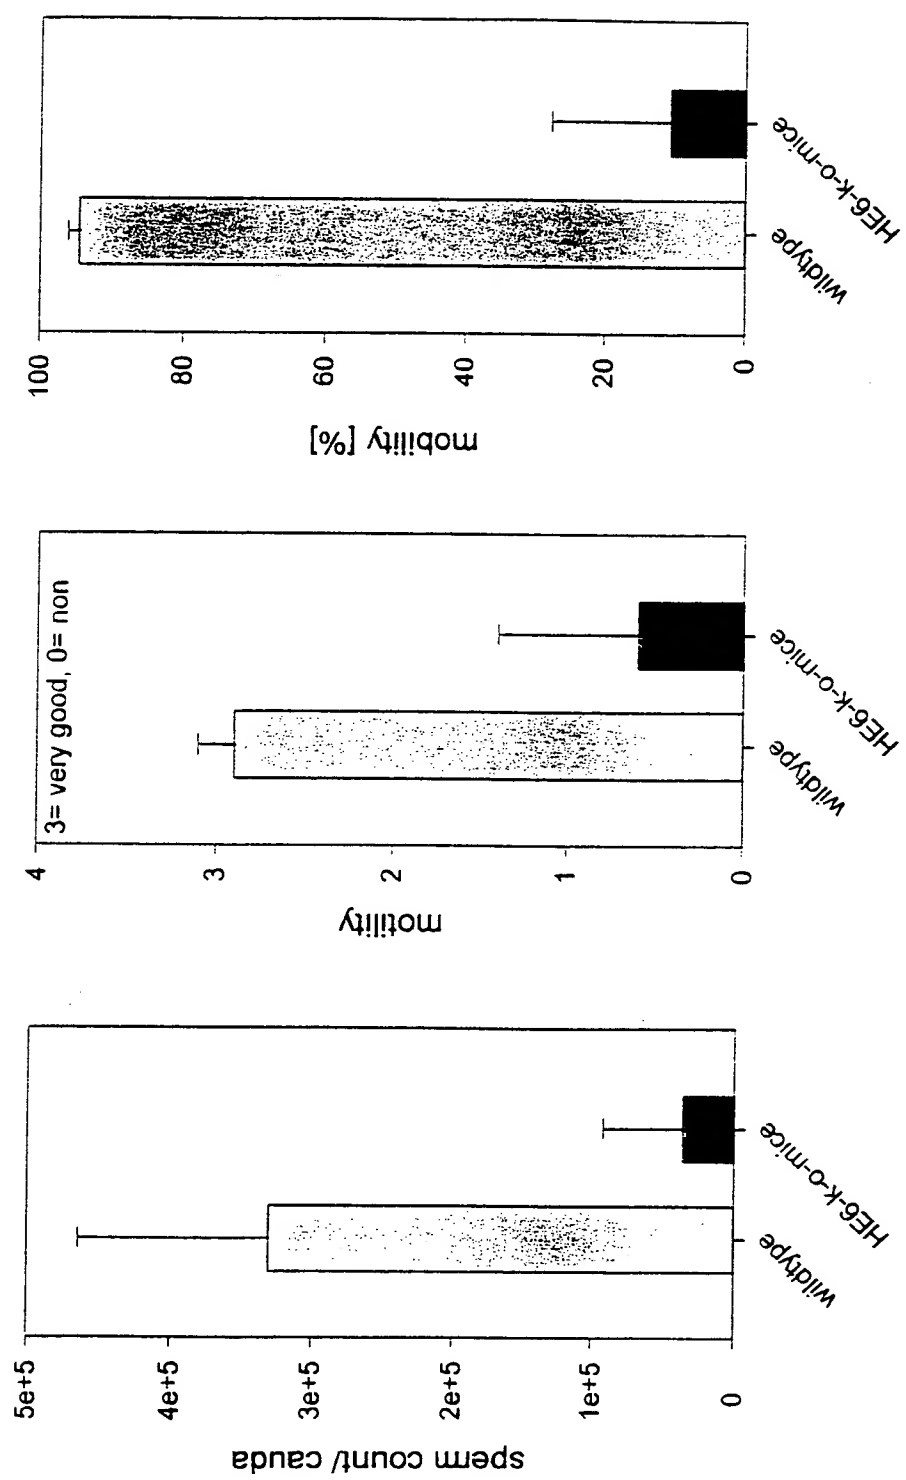 sperm count/ cauda
5e+5
4e+5
3e+5
2e+5
1e+5
0
wildtype
HE6-k-o-mice
motility
4
3
2
1
0
3= very good, 0= non
wildtype
HE6-k-o-mice
mobility [%]
100
80
60
40
20
0
wildtype
HE6-k-o-mice